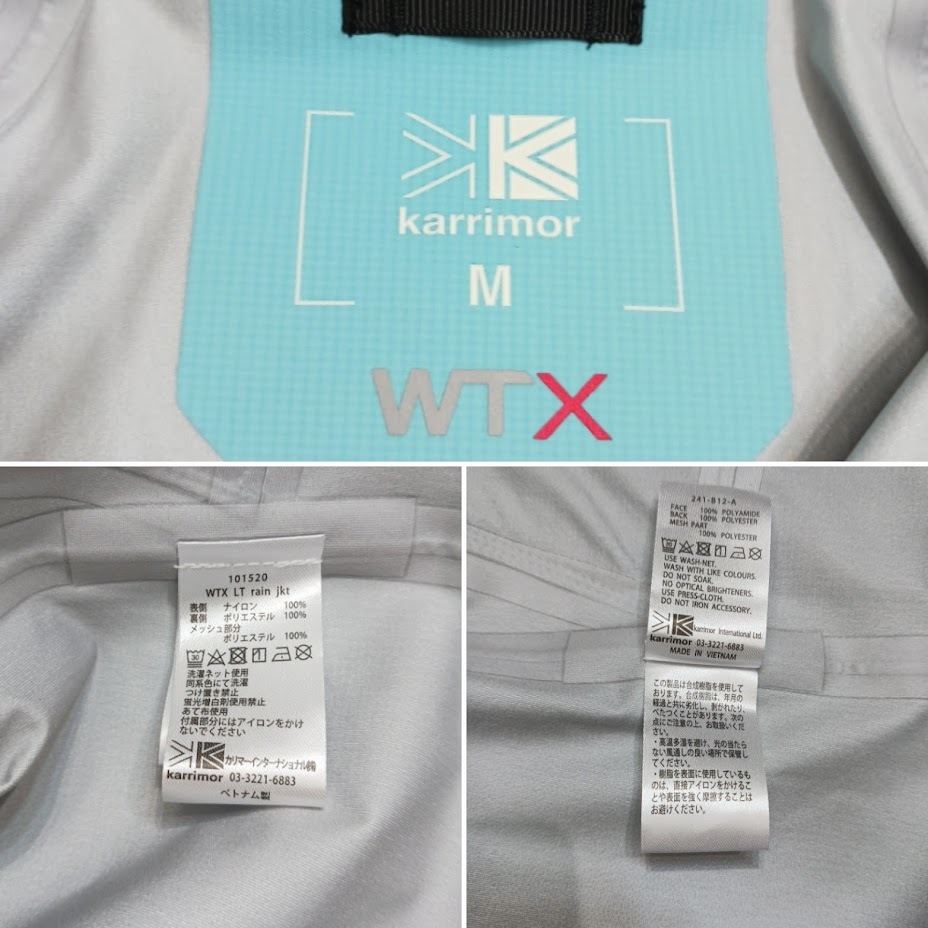 karrimor
M
WTX
101520
WTX LT rain jkt
表側 ナイロン 100%
裏側 ポリエステル 100%
メッシュ部分
ポリエステル 100%
洗濯ネット使用
同系色にて洗濯
つけ置き禁止
蛍光増白剤使用禁止
あて布使用
付属部分にはアイロンをかけ
ないでください
カリマーインターナショナル㈱
karrimor 03-3221-6883
ベトナム製
241-B12-A
FACE 100% POLYAMIDE
BACK 100% POLYESTER
MESH PART
100% POLYESTER
USE WASH-NET.
WASH WITH LIKE COLOURS.
DO NOT SOAK.
NO OPTICAL BRIGHTENERS.
USE PRESS-CLOTH.
DO NOT IRON ACCESSORY.
karrimor International Ltd.
karrimor 03-3221-6883
MADE IN VIETNAM
この製品は合成樹脂を使用して
おります。合成樹脂は、年月の
経過と共に劣化し、剥がれたり、
べたつくことがあります。次の
点にご注意の上、お取扱いくだ
さい。
・高温多湿を避け、光の当たら
ない風通しの良い場所で保管し
てください。
・樹脂を表面に使用しているも
のは、直接アイロンをかけるこ
とや表面を強く摩擦することは
お避けください。